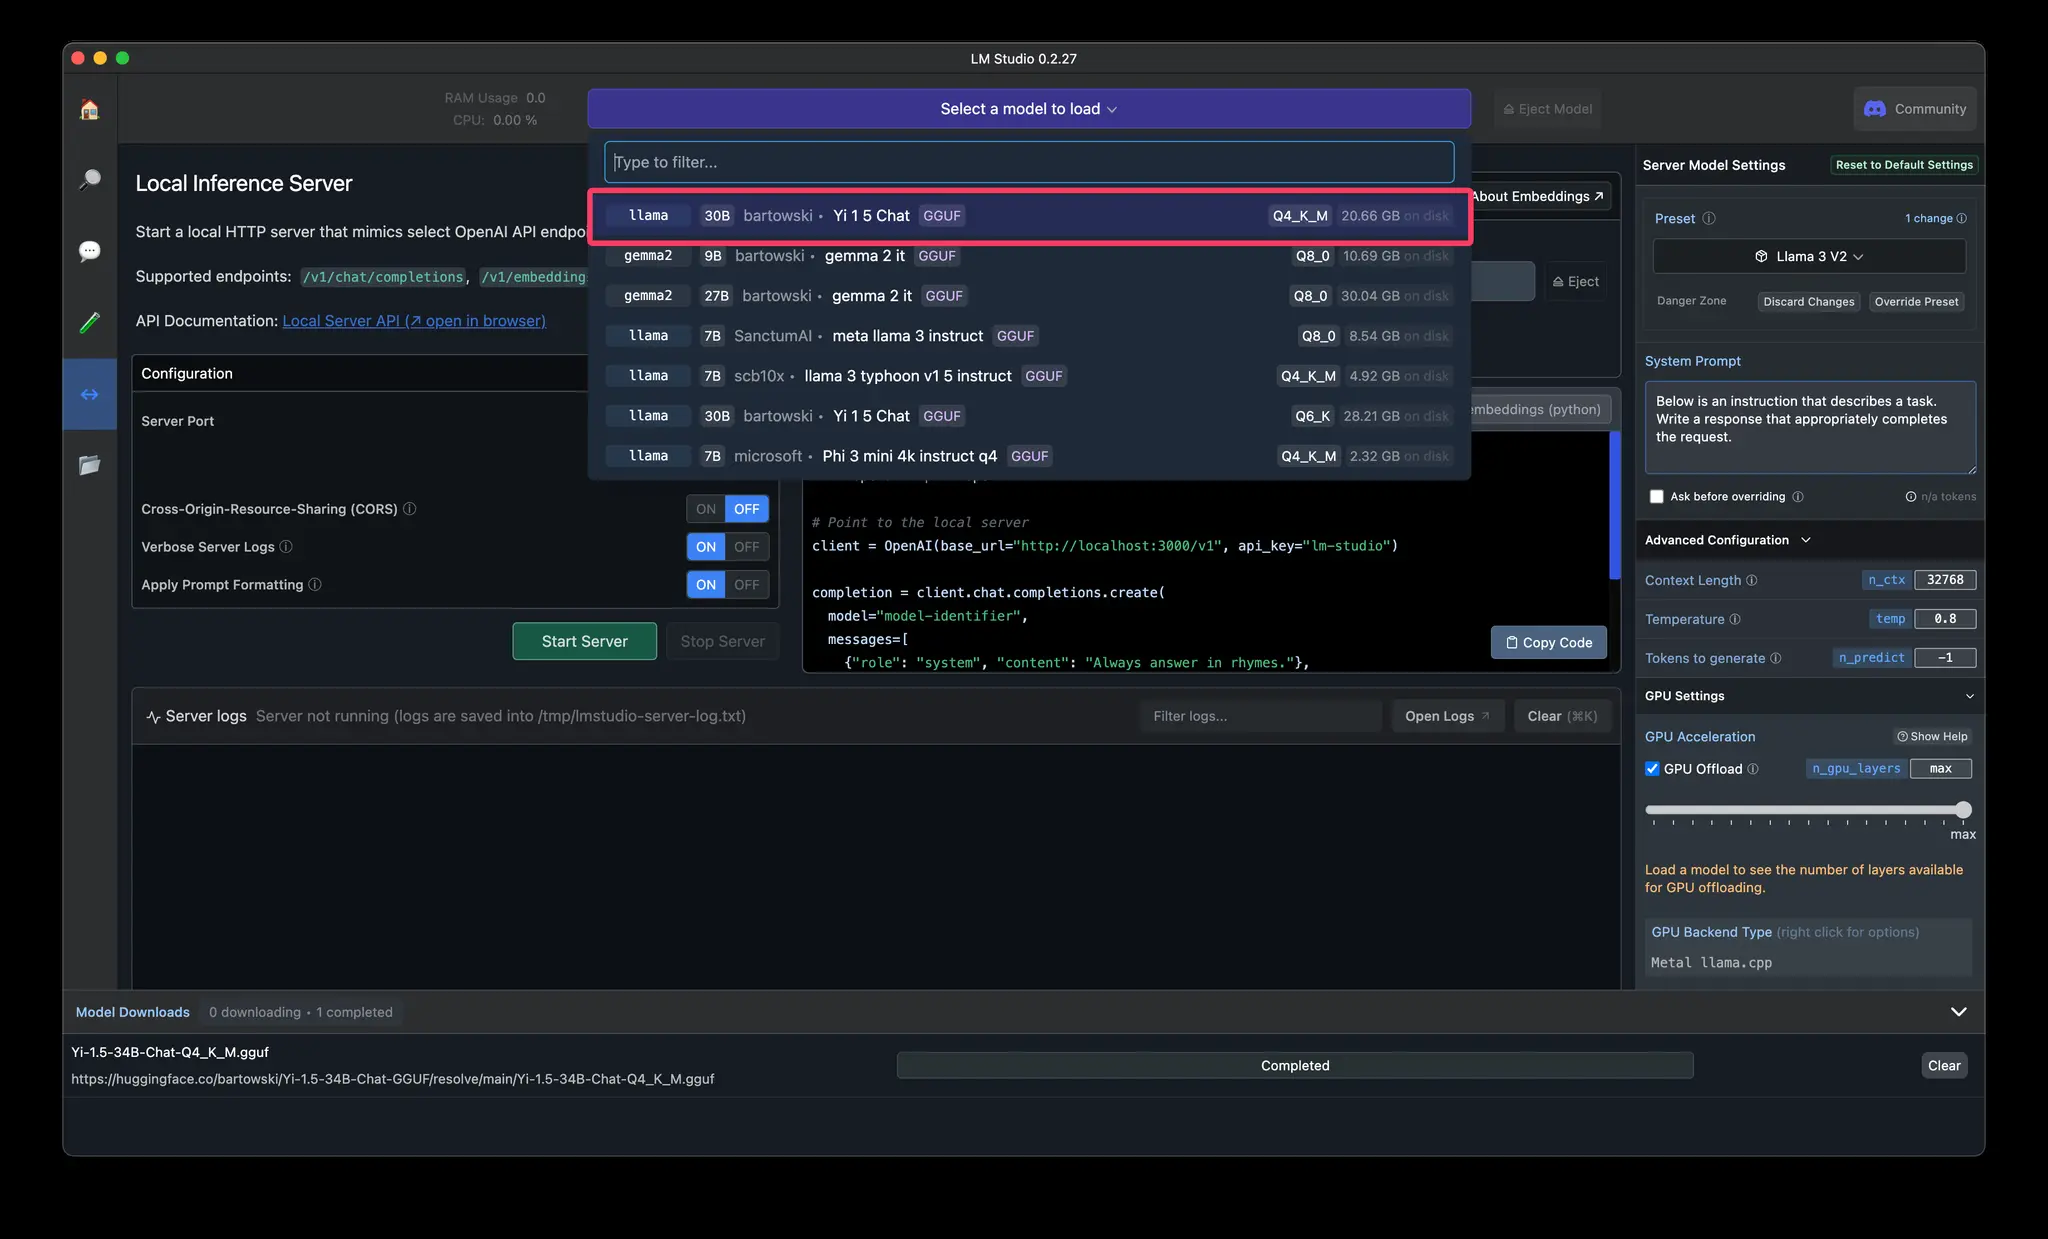 LM Studio 0.2.27
RAM Usage 0.0
CPU: 0.00 %
Select a model to load
Eject Model
Community
Type to filter...
llama 30B bartowski • Yi 1 5 Chat GGUF Q4_K_M 20.66 GB on disk
gemma2 9B bartowski • gemma 2 it GGUF Q8_0 10.69 GB on disk
gemma2 27B bartowski • gemma 2 it GGUF Q8_0 30.04 GB on disk
llama 7B SanctumAI • meta llama 3 instruct GGUF Q8_0 8.54 GB on disk
llama 7B scb10x • llama 3 typhoon v1 5 instruct GGUF Q4_K_M 4.92 GB on disk
llama 30B bartowski • Yi 1 5 Chat GGUF Q6_K 28.21 GB on disk
llama 7B microsoft • Phi 3 mini 4k instruct q4 GGUF Q4_K_M 2.32 GB on disk
Local Inference Server
Start a local HTTP server that mimics select OpenAI API endpo
Supported endpoints: /v1/chat/completions, /v1/embedding
API Documentation: Local Server API (↗ open in browser)
About Embeddings ↗
Eject
Configuration
Server Port
Cross-Origin-Resource-Sharing (CORS) ON OFF
Verbose Server Logs ON OFF
Apply Prompt Formatting ON OFF
Start Server
Stop Server
embeddings (python)
# Point to the local server
client = OpenAI(base_url="http://localhost:3000/v1", api_key="lm-studio")
completion = client.chat.completions.create(
model="model-identifier",
messages=[
{"role": "system", "content": "Always answer in rhymes."},
Copy Code
Server logs Server not running (logs are saved into /tmp/lmstudio-server-log.txt)
Filter logs...
Open Logs ↗
Clear (⌘K)
Server Model Settings
Reset to Default Settings
Preset
1 change
Llama 3 V2
Danger Zone
Discard Changes
Override Preset
System Prompt
Below is an instruction that describes a task.
Write a response that appropriately completes
the request.
Ask before overriding
n/a tokens
Advanced Configuration
Context Length n_ctx 32768
Temperature temp 0.8
Tokens to generate n_predict -1
GPU Settings
GPU Acceleration
Show Help
GPU Offload n_gpu_layers max
max
Load a model to see the number of layers available
for GPU offloading.
GPU Backend Type (right click for options)
Metal llama.cpp
Model Downloads 0 downloading • 1 completed
Yi-1.5-34B-Chat-Q4_K_M.gguf
https://huggingface.co/bartowski/Yi-1.5-34B-Chat-GGUF/resolve/main/Yi-1.5-34B-Chat-Q4_K_M.gguf
Completed
Clear